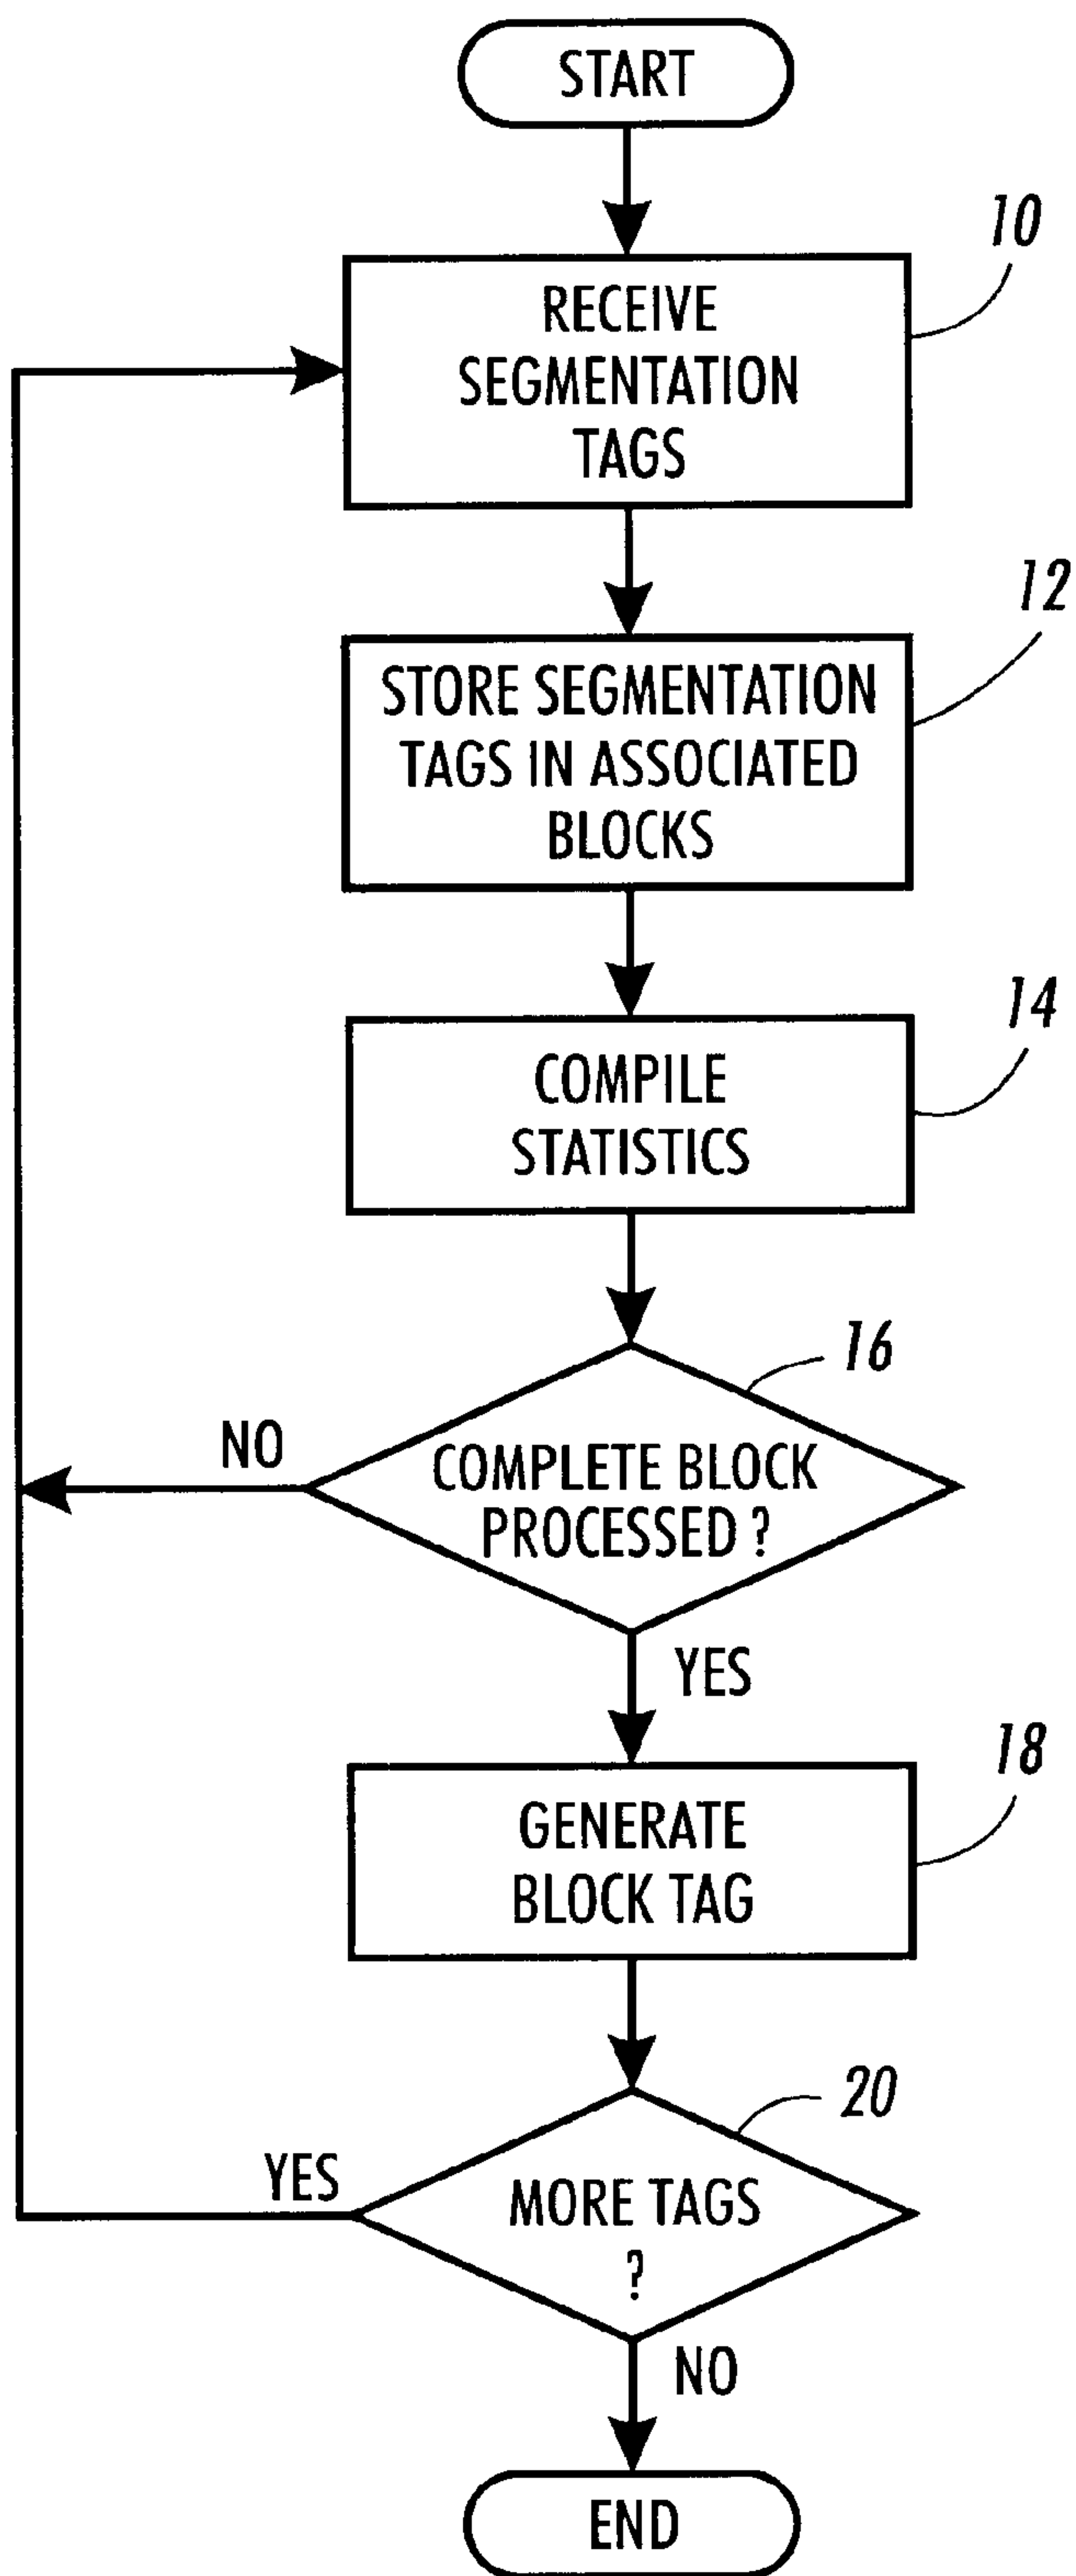 START
10
RECEIVE
SEGMENTATION
TAGS
12
STORE SEGMENTATION
TAGS IN ASSOCIATED
BLOCKS
14
COMPILE
STATISTICS
16
NO
COMPLETE BLOCK
PROCESSED ?
YES
18
GENERATE
BLOCK TAG
20
YES
MORE TAGS
?
NO
END